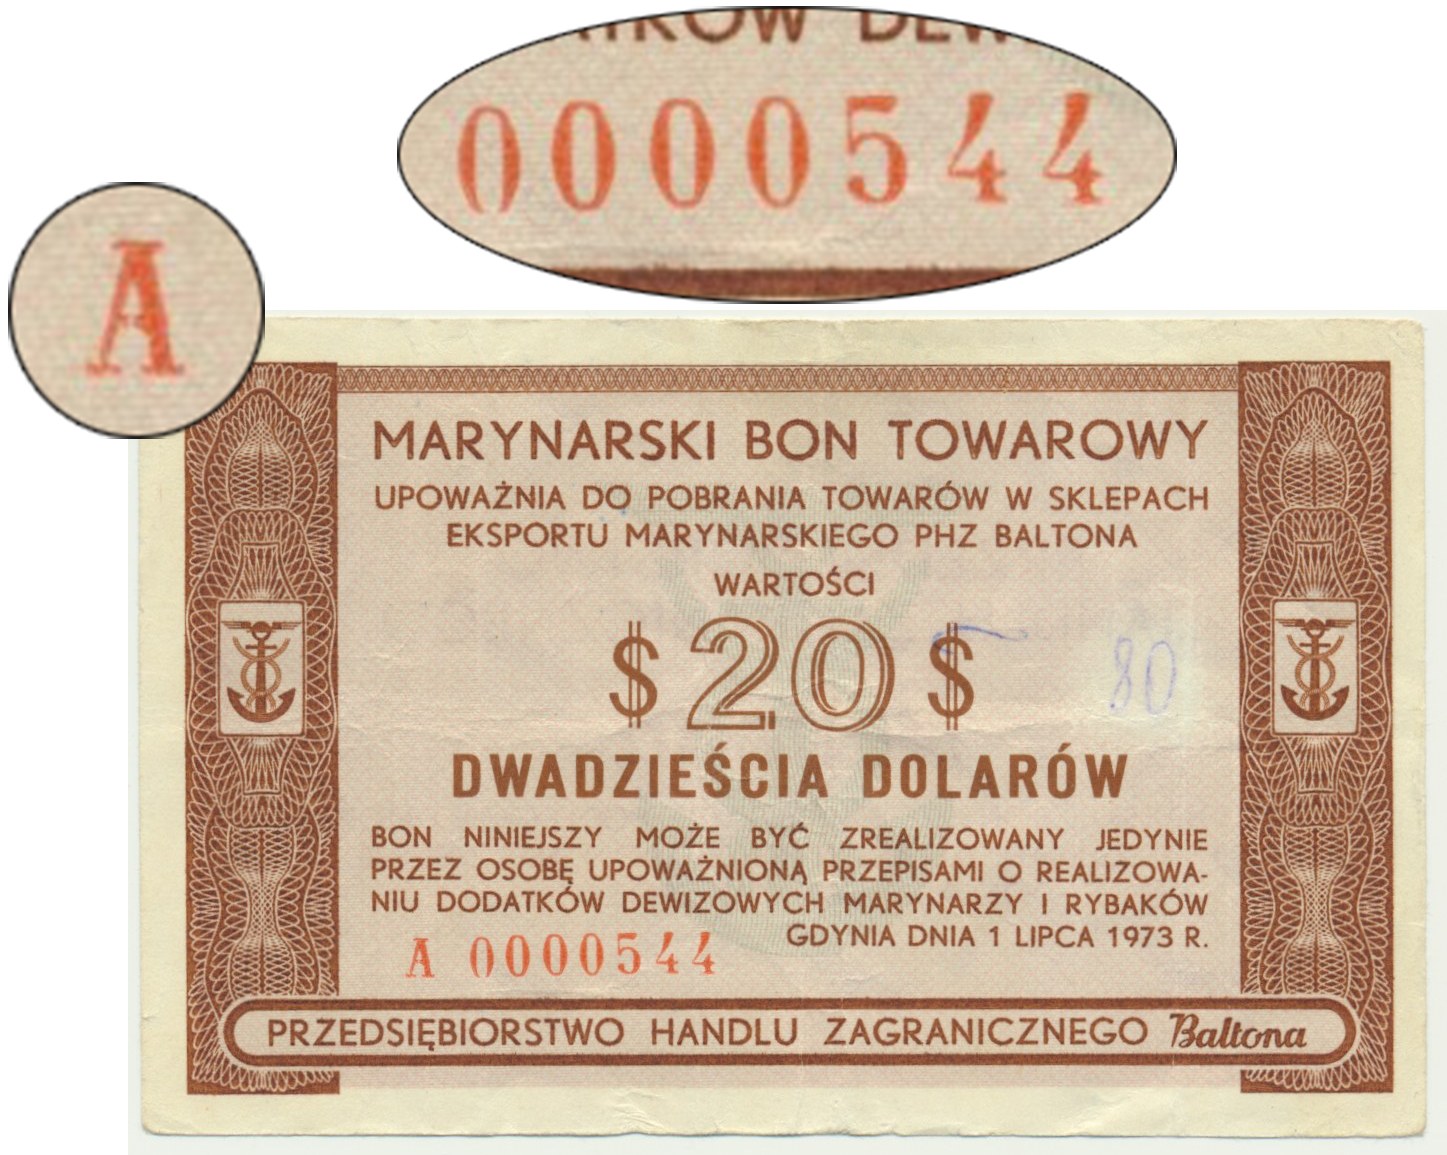 0000544
A
MARYNARSKI BON TOWAROWY
UPOWAŻNIA DO POBRANIA TOWARÓW W SKLEPACH
EKSPORTU MARYNARSKIEGO PHZ BALTONA
WARTOŚCI
$ 20 $
80
DWADZIEŚCIA DOLARÓW
BON NINIEJSZY MOŻE BYĆ ZREALIZOWANY JEDYNIE
PRZEZ OSOBĘ UPOWAŻNIONĄ PRZEPISAMI O REALIZOWA-
NIU DODATKÓW DEWIZOWYCH MARYNARZY I RYBAKÓW
GDYNIA DNIA 1 LIPCA 1973 R.
A 0000544
PRZEDSIĘBIORSTWO HANDLU ZAGRANICZNEGO Baltona